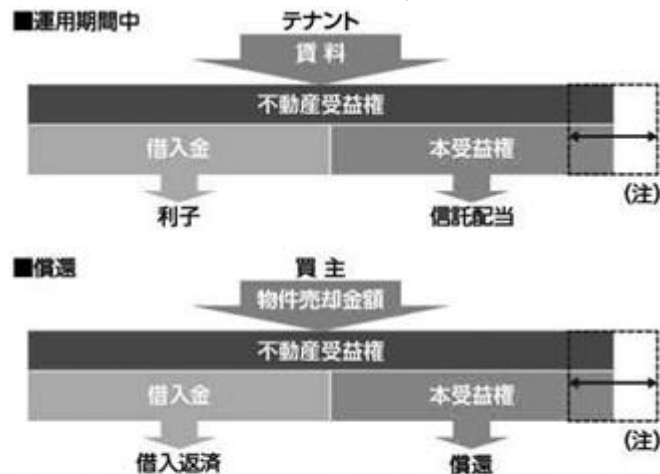 ■運用期間中
テナント
賃料
不動産受益権
借入金
本受益権
(注)
利子
信託配当
■償還
買主
物件売却金額
不動産受益権
借入金
本受益権
(注)
借入返済
償還